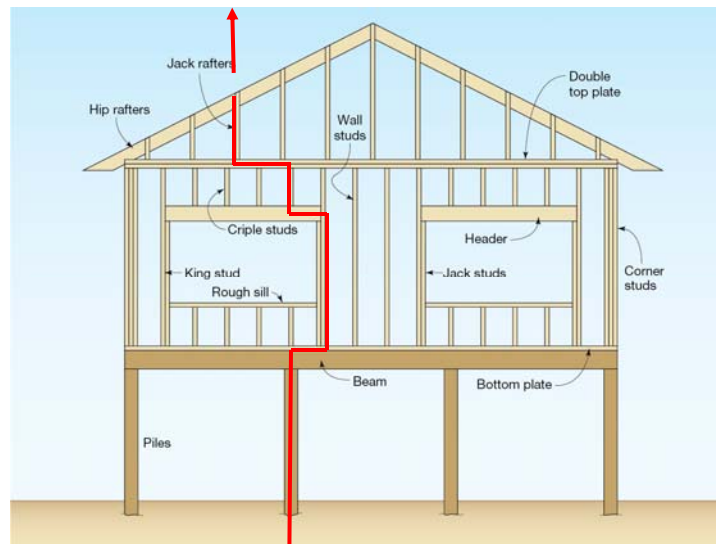 Jack rafters
Hip rafters
Wall
studs
Double
top plate
Criple studs
Header
King stud
Jack studs
Corner
studs
Rough sill
Beam
Bottom plate
Piles